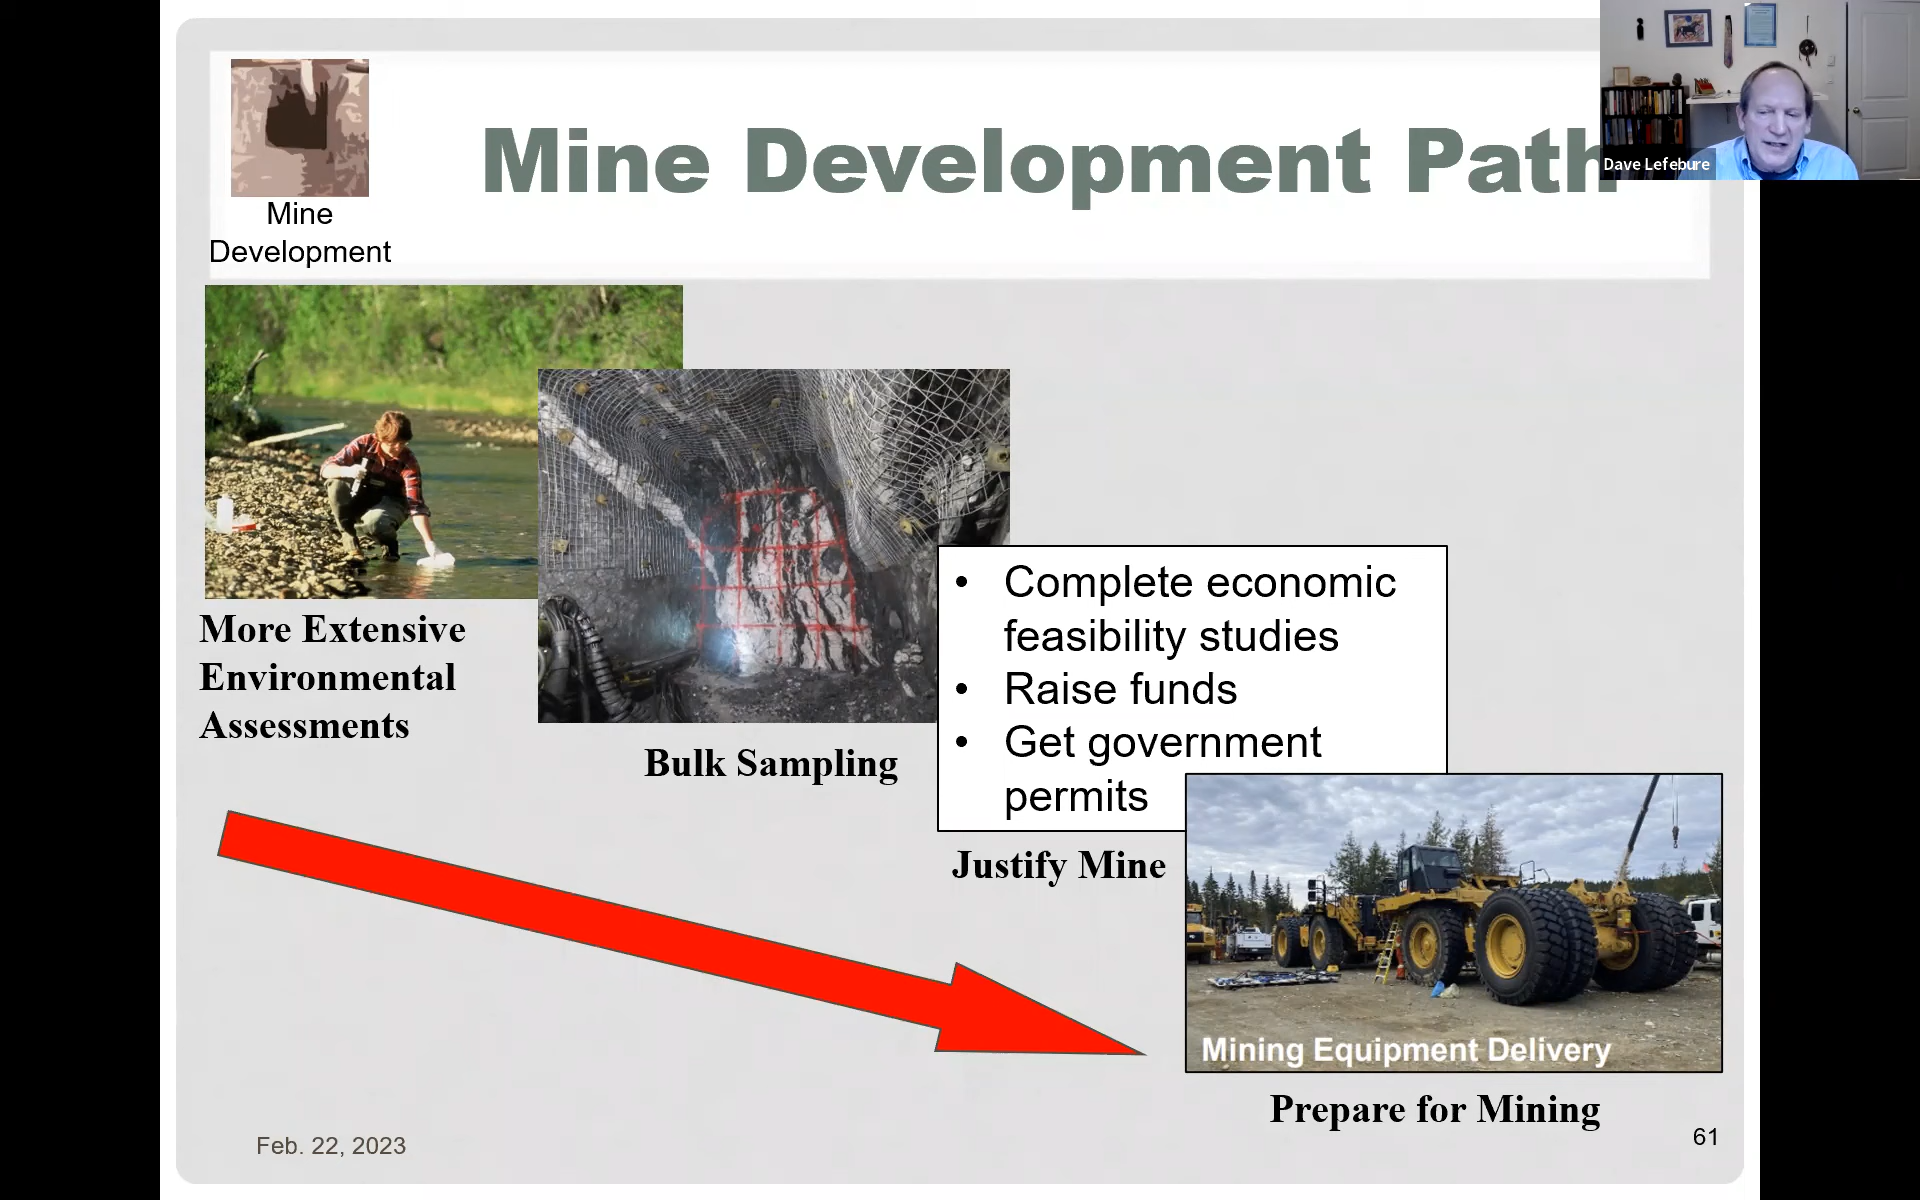 Mine Development Path
Dave Lefebure
Mine
Development
More Extensive
Environmental
Assessments
Bulk Sampling
• Complete economic
feasibility studies
• Raise funds
• Get government
permits
Justify Mine
Mining Equipment Delivery
Prepare for Mining
Feb. 22, 2023
61